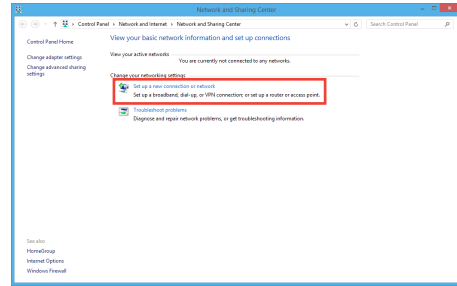 Network and Sharing Center
Control Panel › Network and Internet › Network and Sharing Center
Search Control Panel
Control Panel Home
Change adapter settings
Change advanced sharing
settings
View your basic network information and set up connections
View your active networks
You are currently not connected to any networks.
Change your networking settings
Set up a new connection or network
Set up a broadband, dial-up, or VPN connection; or set up a router or access point.
Troubleshoot problems
Diagnose and repair network problems, or get troubleshooting information.
See also
HomeGroup
Internet Options
Windows Firewall